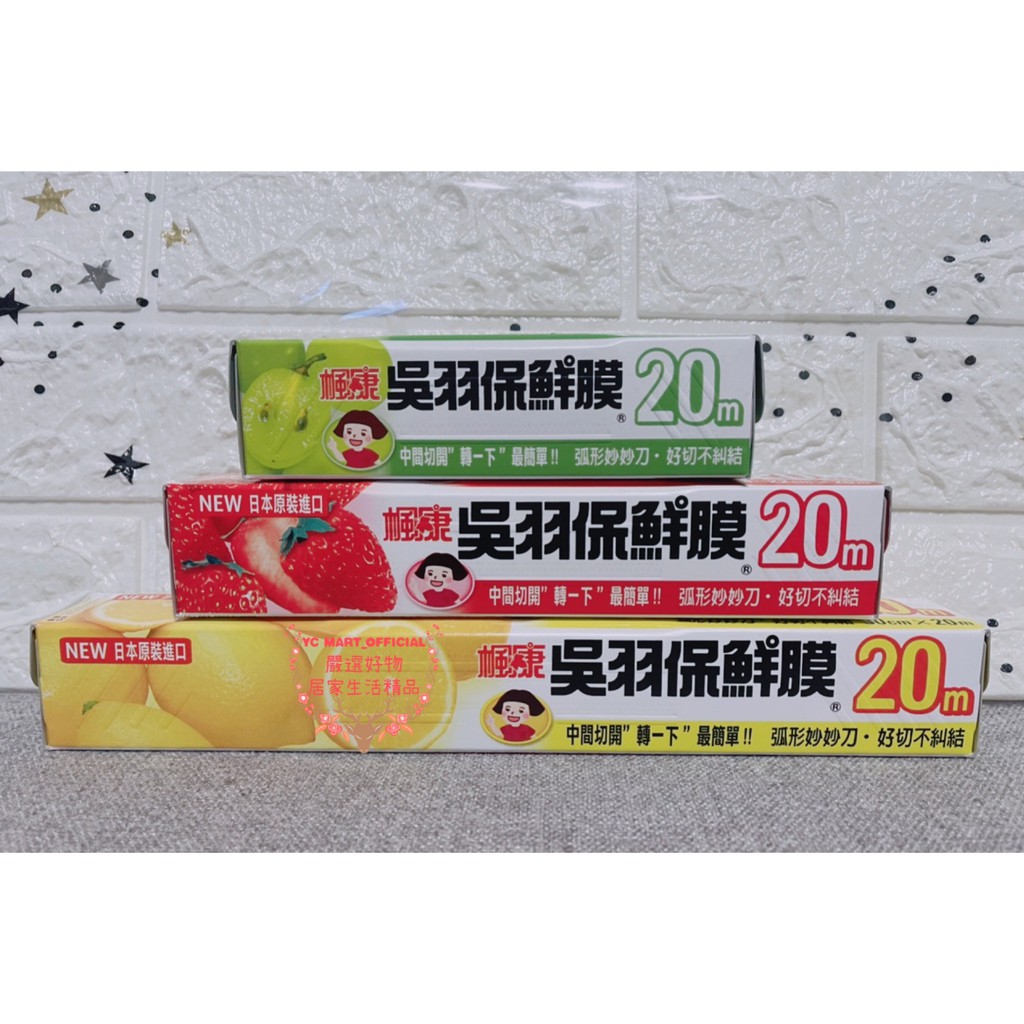 楓康 吳羽保鮮膜® 20m
中間切開”轉一下”最簡單!! 弧形妙妙刀・好切不糾結
NEW 日本原裝進口
楓康 吳羽保鮮膜® 20m
中間切開”轉一下”最簡單!! 弧形妙妙刀・好切不糾結
NEW 日本原裝進口
YC MART_OFFICIAL
嚴選好物
居家生活精品
楓康 吳羽保鮮膜® 20m
中間切開”轉一下”最簡單!! 弧形妙妙刀・好切不糾結